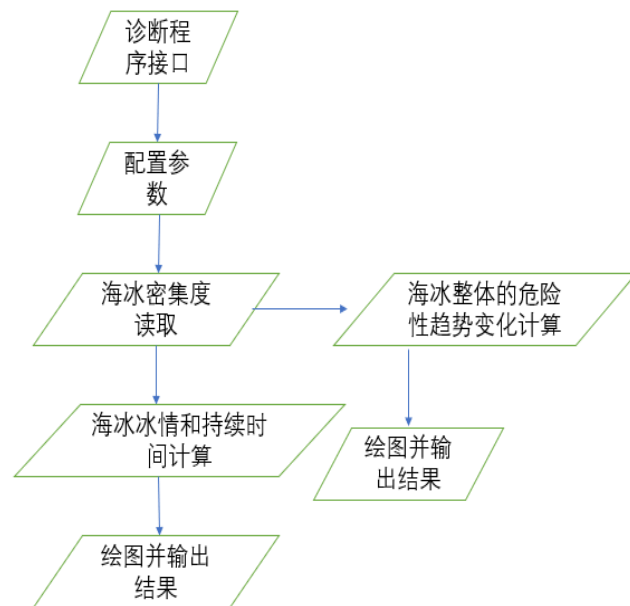 诊断程
序接口
配置参
数
海冰密集度
读取
海冰整体的危险
性趋势变化计算
海冰冰情和持续时
间计算
绘图并输
出结果
绘图并输出
结果